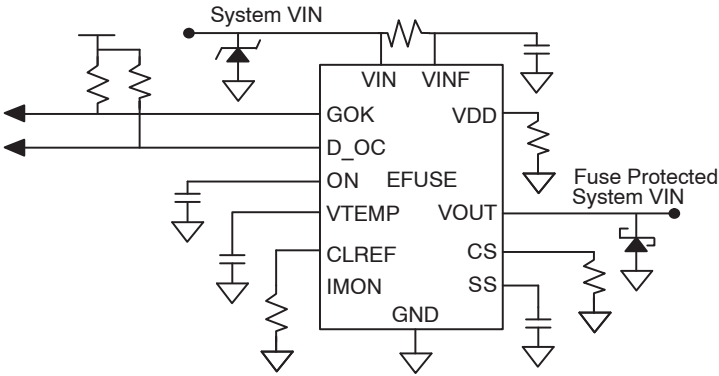 System VIN
VIN VINF
GOK VDD
D_OC
ON EFUSE
Fuse Protected
System VIN
VTEMP VOUT
CLREF CS
IMON SS
GND